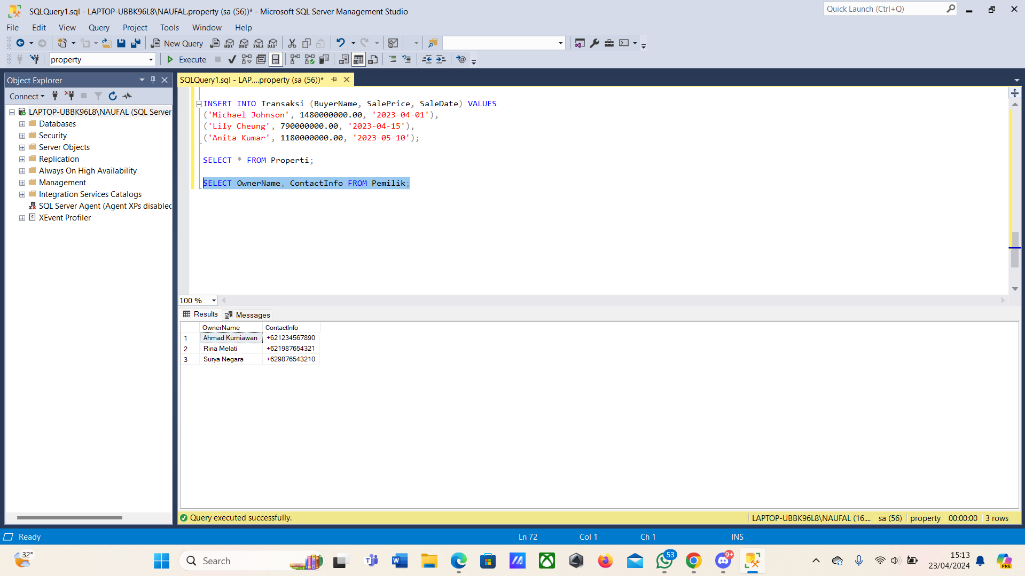 SQLQuery1.sql - LAPTOP-UBBK96L8\NAUFAL.property (sa (56))* - Microsoft SQL Server Management Studio
Quick Launch (Ctrl+Q)
File Edit View Query Project Tools Window Help
New Query
property
Execute
Object Explorer
SQLQuery1.sql - LAP....property (sa (56))*
Connect
LAPTOP-UBBK96L8\NAUFAL (SQL Server
Databases
Security
Server Objects
Replication
Always On High Availability
Management
Integration Services Catalogs
SQL Server Agent (Agent XPs disabled
XEvent Profiler
INSERT INTO Transaksi (BuyerName, SalePrice, SaleDate) VALUES
('Michael Johnson', 1480000000.00, '2023-04-01'),
('Lily Cheung', 790000000.00, '2023-04-15'),
('Anita Kumar', 1180000000.00, '2023-05-10');
SELECT * FROM Properti;
SELECT OwnerName, ContactInfo FROM Pemilik;
100 %
Results Messages
OwnerName ContactInfo
1 Ahmad Kurniawan +621234567890
2 Rina Melati +621987654321
3 Surya Negara +629876543210
Query executed successfully.
LAPTOP-UBBK96L8\NAUFAL (16... sa (56) property 00:00:00 3 rows
Ready
Ln 72 Col 1 Ch 1 INS
32°
Search
53
9+
15:13
23/04/2024